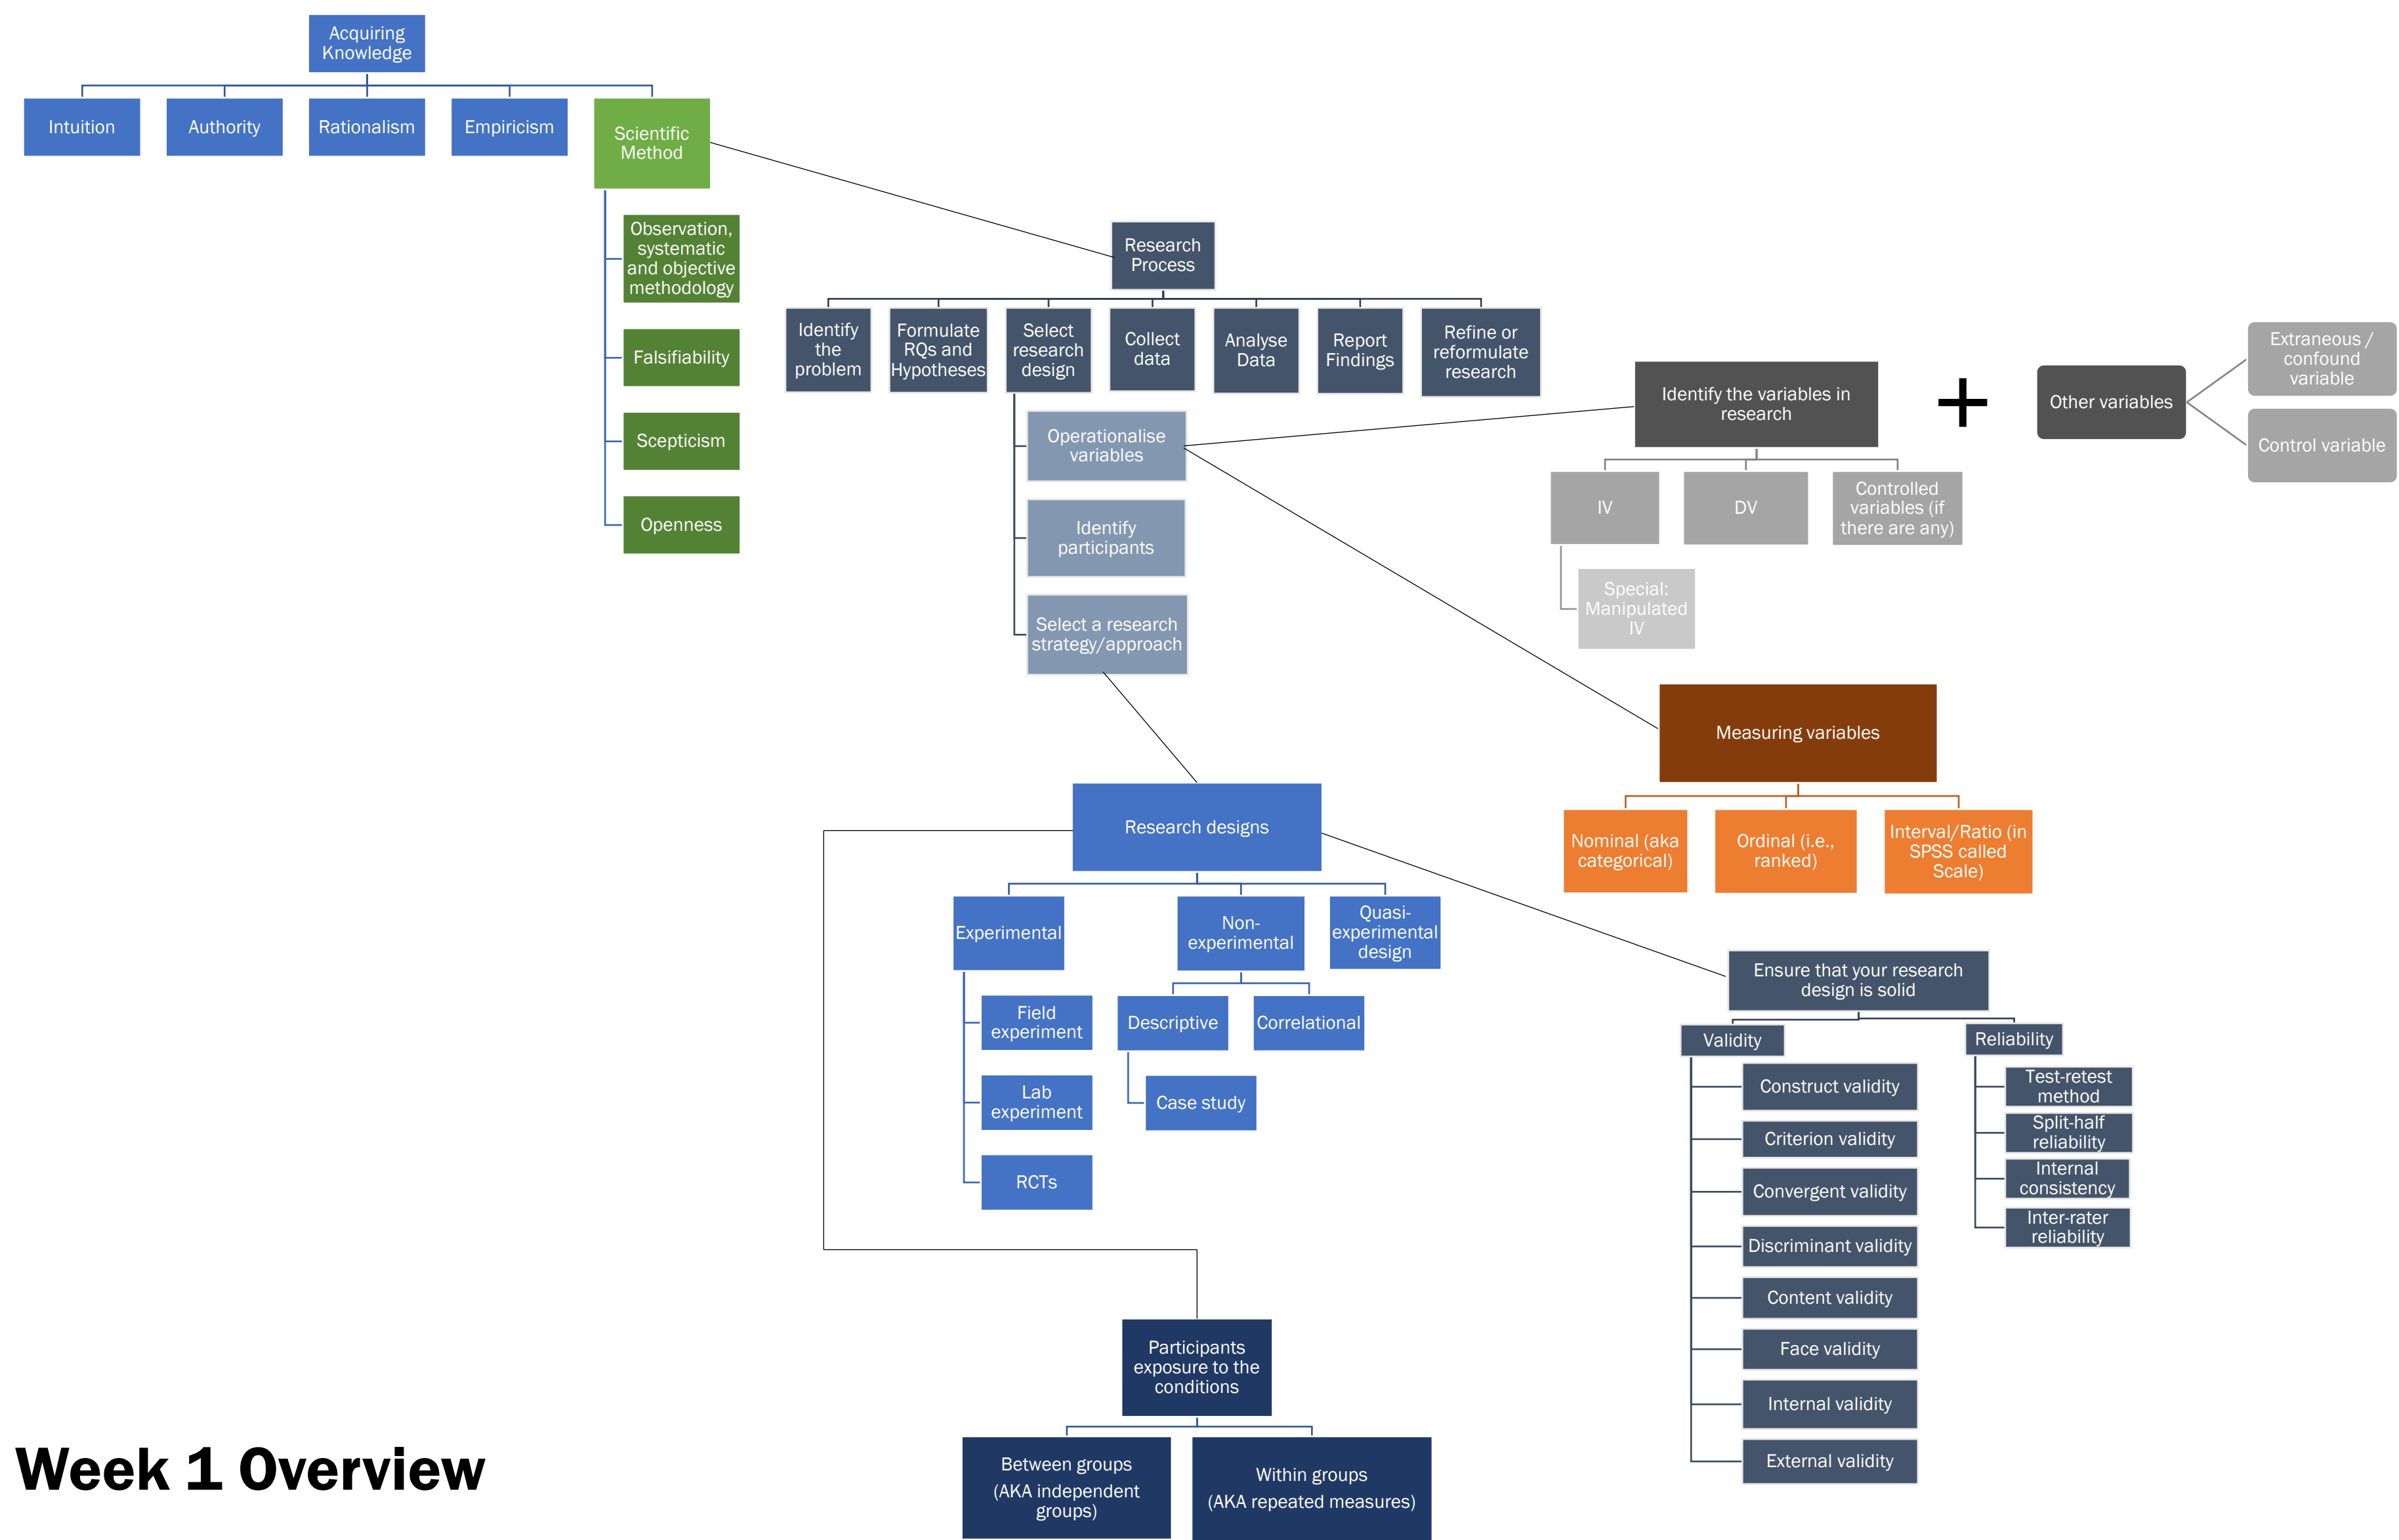 Acquiring
Knowledge
Intuition
Authority
Rationalism
Empiricism
Scientific
Method
Observation,
systematic
and objective
methodology
Falsifiability
Scepticism
Openness
Research
Process
Identify
the
problem
Formulate
RQs and
Hypotheses
Select
research
design
Collect
data
Analyse
Data
Report
Findings
Refine or
reformulate
research
Operationalise
variables
Identify
participants
Select a research
strategy/approach
Identify the variables in
research
+
Other variables
Extraneous /
confound
variable
Control variable
IV
DV
Controlled
variables (if
there are any)
Special:
Manipulated
IV
Measuring variables
Nominal (aka
categorical)
Ordinal (i.e.,
ranked)
Interval/Ratio (in
SPSS called
Scale)
Research designs
Experimental
Non-
experimental
Quasi-
experimental
design
Field
experiment
Lab
experiment
RCTs
Descriptive
Correlational
Case study
Ensure that your research
design is solid
Validity
Construct validity
Criterion validity
Convergent validity
Discriminant validity
Content validity
Face validity
Internal validity
External validity
Reliability
Test-retest
method
Split-half
reliability
Internal
consistency
Inter-rater
reliability
Participants
exposure to the
conditions
Between groups
(AKA independent
groups)
Within groups
(AKA repeated measures)
Week 1 Overview